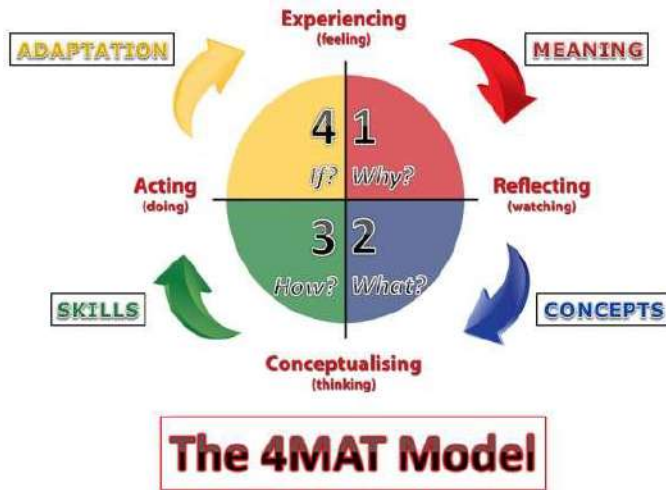 Experiencing
(feeling)
ADAPTATION
MEANING
4 1
If? Why?
Acting
(doing)
Reflecting
(watching)
3 2
How? What?
SKILLS
CONCEPTS
Conceptualising
(thinking)
The 4MAT Model